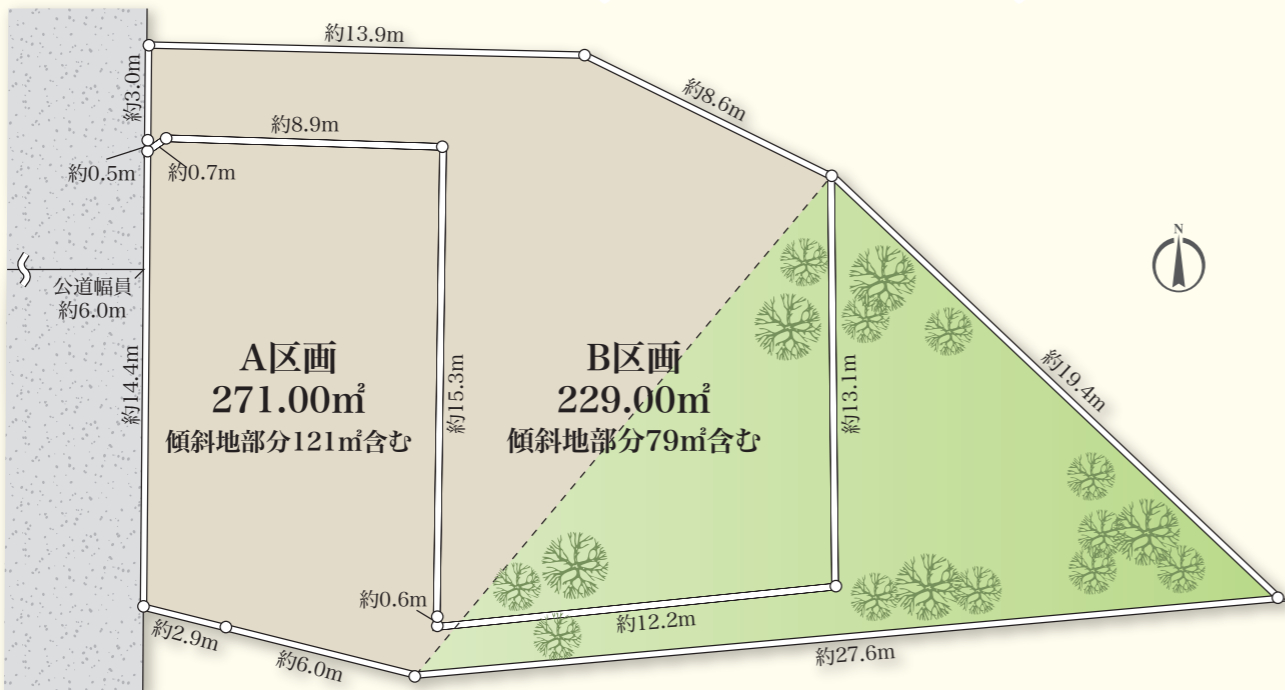 約13.9m
約8.6m
約3.0m
約8.9m
約0.5m
約0.7m
N
公道幅員
約6.0m
A区画
271.00㎡
傾斜地部分121㎡含む
B区画
229.00㎡
傾斜地部分79㎡含む
約14.4m
約15.3m
約13.1m
約19.4m
約0.6m
約12.2m
約2.9m
約6.0m
約27.6m